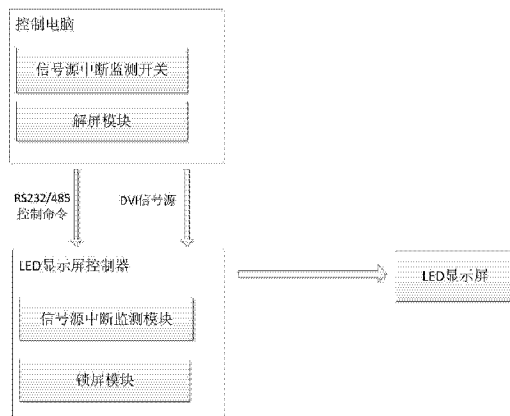 控制电脑
信号源中断监测开关
解屏模块
RS232/485
控制命令
DVI信号源
LED显示屏控制器
LED显示屏
信号源中断监测模块
锁屏模块